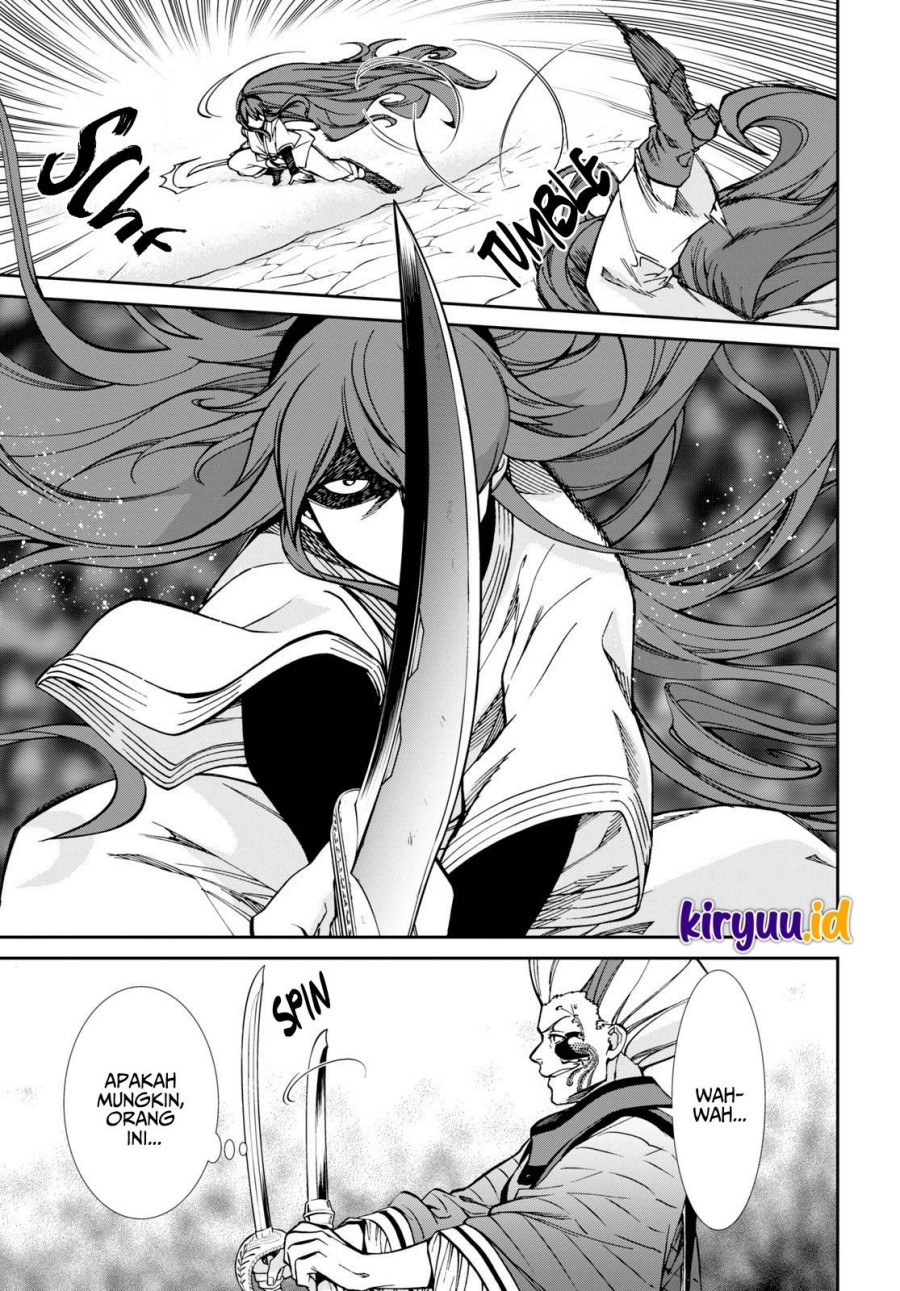 TUMBLE
SCHF
kiryuu.id
WAH-
WAH...
SPIN
APAKAH
MUNGKIN,
ORANG
INI...